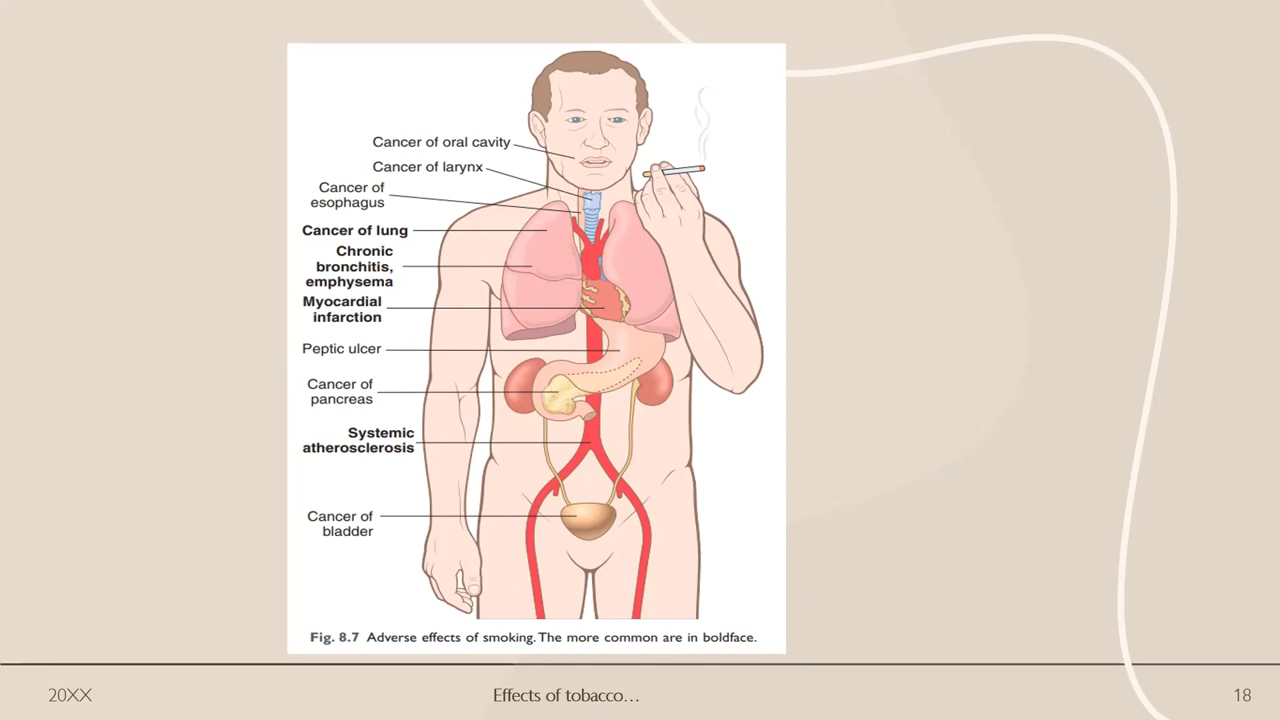 Cancer of oral cavity
Cancer of larynx
Cancer of
esophagus
Cancer of lung
Chronic
bronchitis,
emphysema
Myocardial
infarction
Peptic ulcer
Cancer of
pancreas
Systemic
atherosclerosis
Cancer of
bladder
Fig. 8.7 Adverse effects of smoking. The more common are in boldface.
20XX
Effects of tobacco…
18